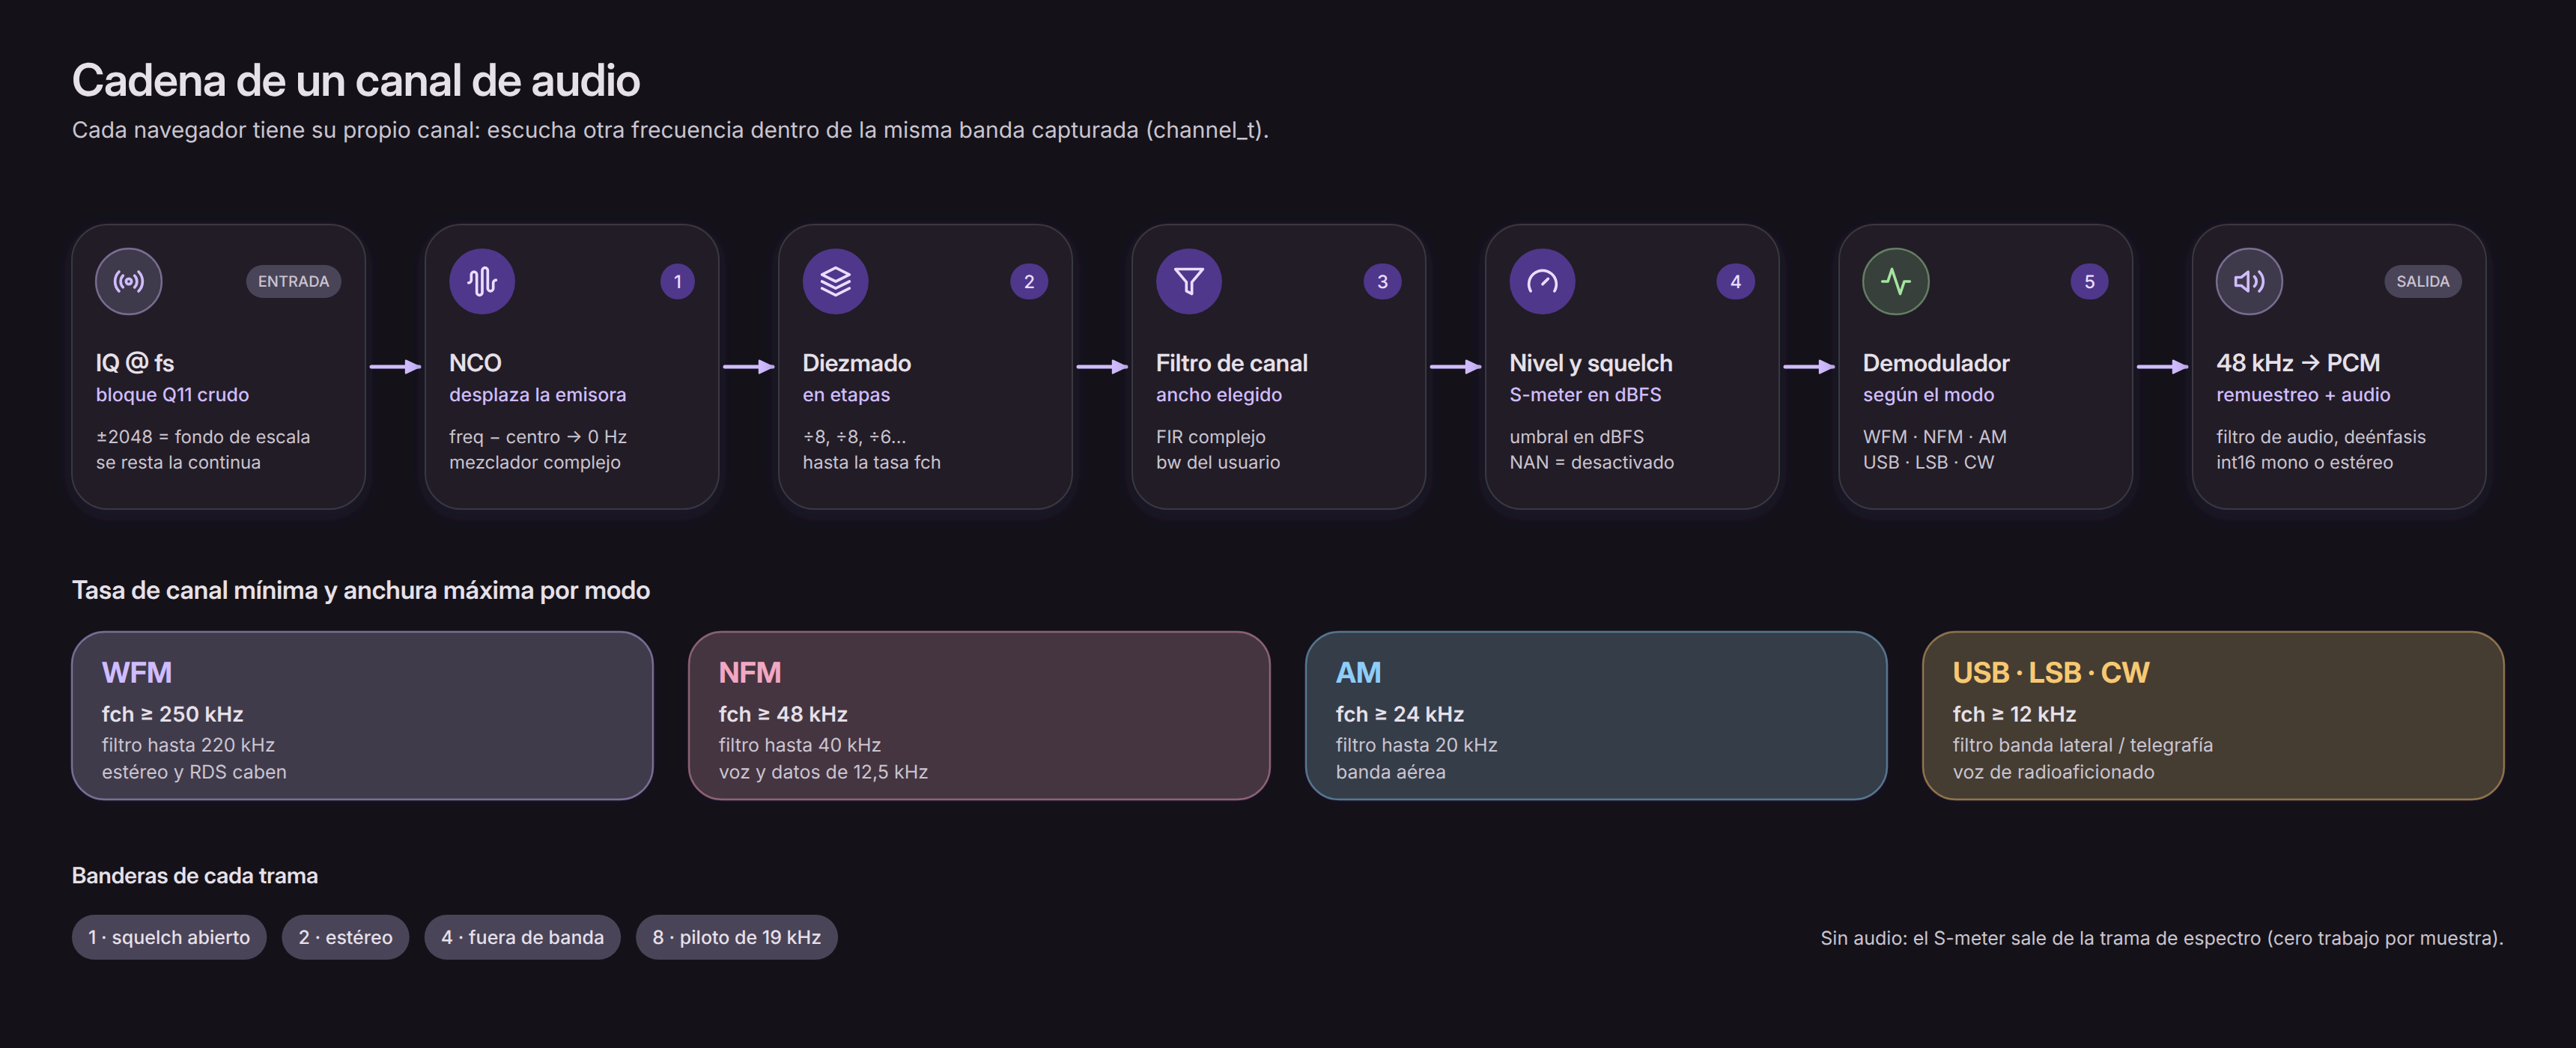 Cadena de un canal de audio
Cada navegador tiene su propio canal: escucha otra frecuencia dentro de la misma banda capturada (channel_t).
ENTRADA
IQ @ fs
bloque Q11 crudo
±2048 = fondo de escala
se resta la continua
1
NCO
desplaza la emisora
freq − centro → 0 Hz
mezclador complejo
2
Diezmado
en etapas
÷8, ÷8, ÷6...
hasta la tasa fch
3
Filtro de canal
ancho elegido
FIR complejo
bw del usuario
4
Nivel y squelch
S-meter en dBFS
umbral en dBFS
NAN = desactivado
5
Demodulador
según el modo
WFM · NFM · AM
USB · LSB · CW
SALIDA
48 kHz → PCM
remuestreo + audio
filtro de audio, deénfasis
int16 mono o estéreo
Tasa de canal mínima y anchura máxima por modo
WFM
fch ≥ 250 kHz
filtro hasta 220 kHz
estéreo y RDS caben
NFM
fch ≥ 48 kHz
filtro hasta 40 kHz
voz y datos de 12,5 kHz
AM
fch ≥ 24 kHz
filtro hasta 20 kHz
banda aérea
USB · LSB · CW
fch ≥ 12 kHz
filtro banda lateral / telegrafía
voz de radioaficionado
Banderas de cada trama
1 · squelch abierto
2 · estéreo
4 · fuera de banda
8 · piloto de 19 kHz
Sin audio: el S-meter sale de la trama de espectro (cero trabajo por muestra).